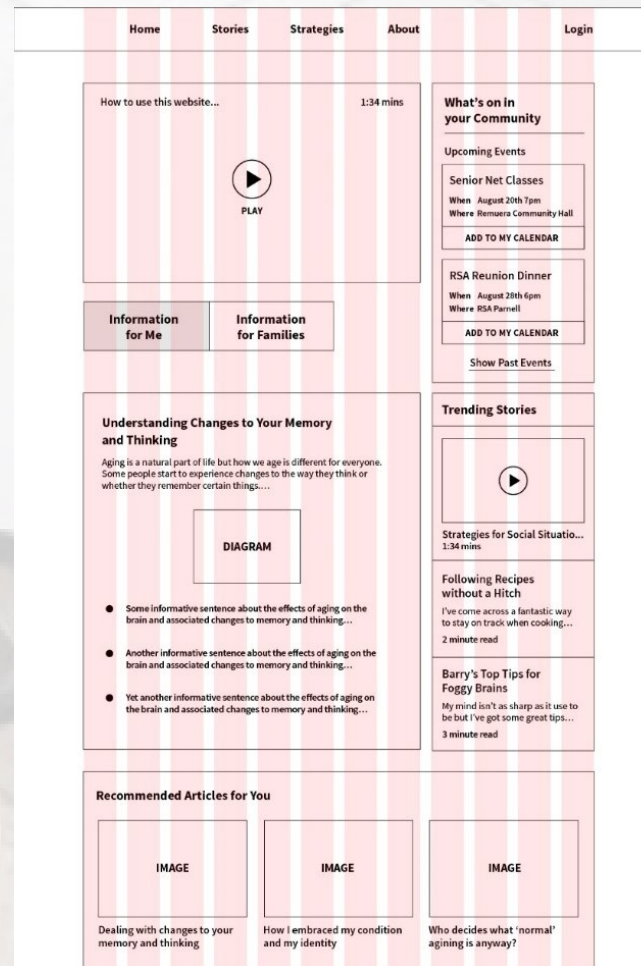 Home Stories Strategies About Login
How to use this website... 1:34 mins
PLAY
Information
for Me
Information
for Families
What's on in
your Community
Upcoming Events
Senior Net Classes
When August 20th 7pm
Where Remuera Community Hall
ADD TO MY CALENDAR
RSA Reunion Dinner
When August 28th 6pm
Where RSA Parnell
ADD TO MY CALENDAR
Show Past Events
Understanding Changes to Your Memory
and Thinking
Aging is a natural part of life but how we age is different for everyone.
Some people start to experience changes to the way they think or
whether they remember certain things....
DIAGRAM
Some informative sentence about the effects of aging on the
brain and associated changes to memory and thinking...
Another informative sentence about the effects of aging on the
brain and associated changes to memory and thinking...
Yet another informative sentence about the effects of aging on
the brain and associated changes to memory and thinking...
Trending Stories
Strategies for Social Situatio...
1:34 mins
Following Recipes
without a Hitch
I've come across a fantastic way
to stay on track when cooking...
2 minute read
Barry's Top Tips for
Foggy Brains
My mind isn't as sharp as it use to
be but I've got some great tips...
3 minute read
Recommended Articles for You
IMAGE
Dealing with changes to your
memory and thinking
IMAGE
How I embraced my condition
and my identity
IMAGE
Who decides what 'normal'
agining is anyway?